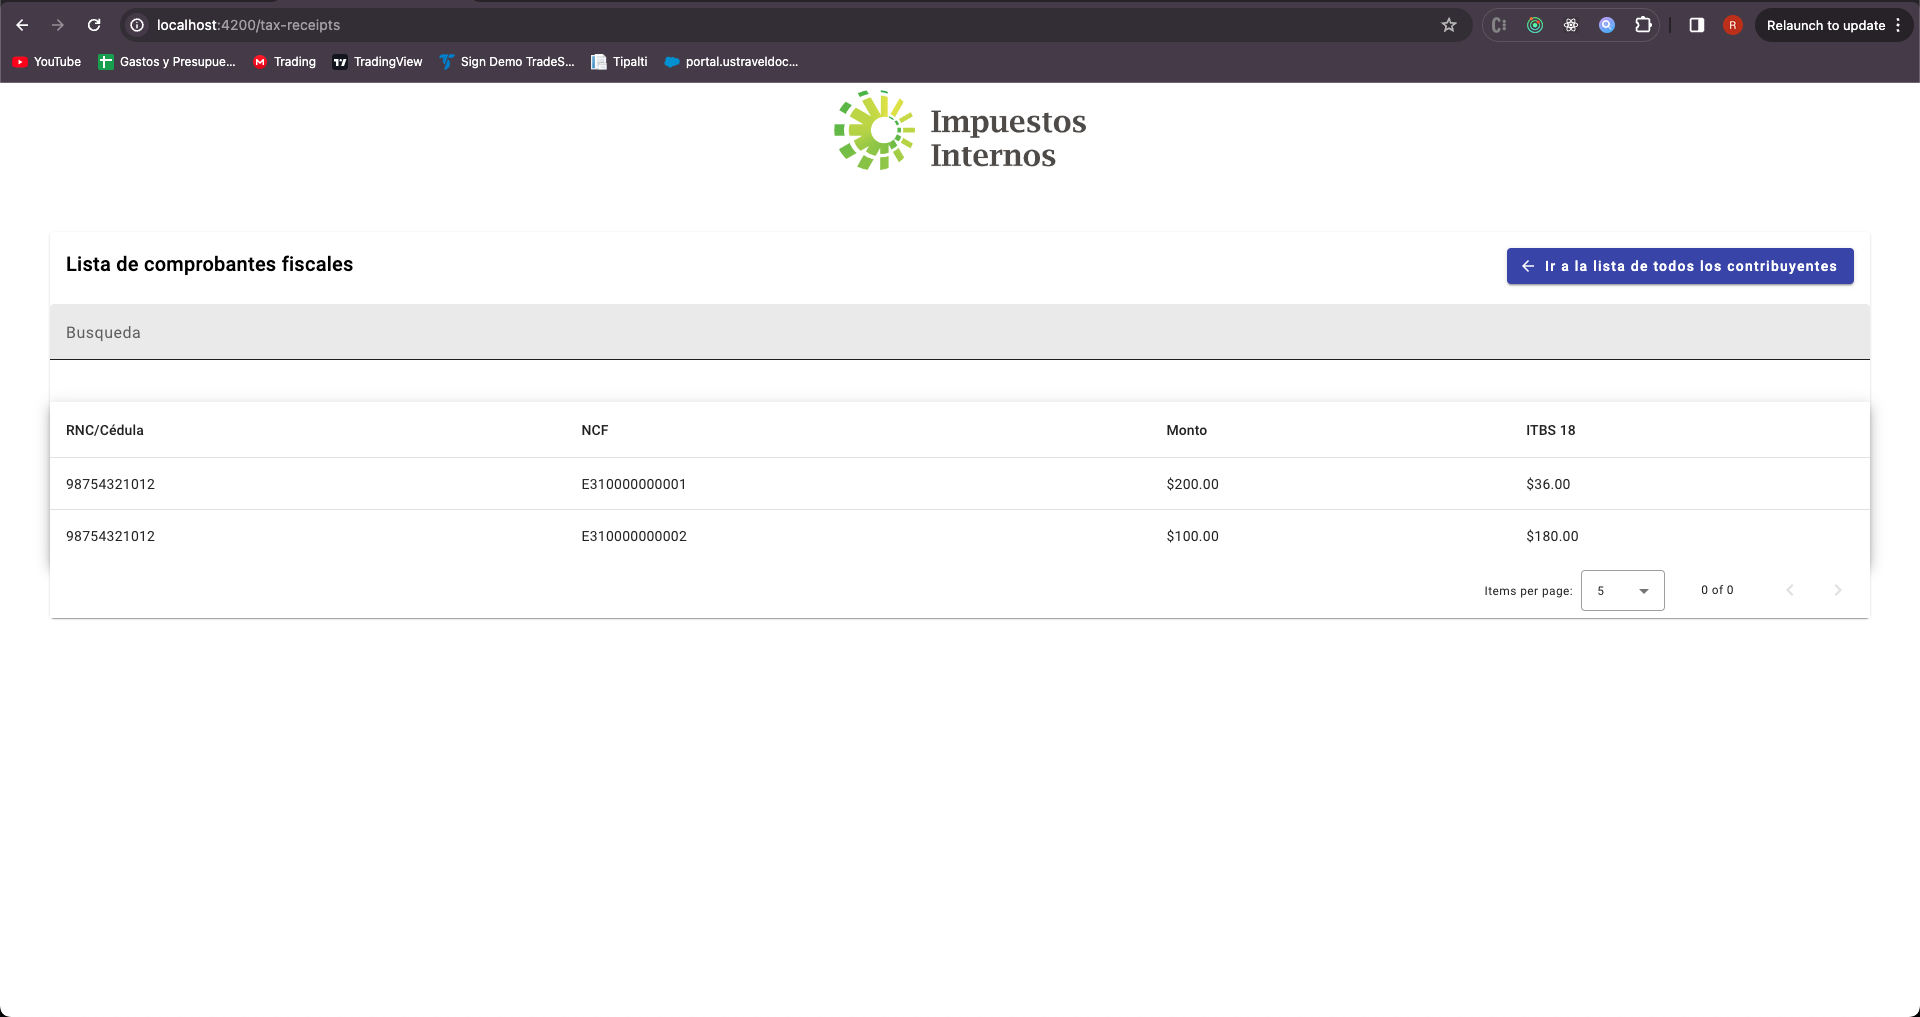 localhost:4200/tax-receipts
R
Relaunch to update
YouTube
Gastos y Presupue...
Trading
TradingView
Sign Demo TradeS...
Tipalti
portal.ustraveldoc...
Impuestos
Internos
Lista de comprobantes fiscales
Ir a la lista de todos los contribuyentes
Busqueda
RNC/Cédula NCF Monto ITBS 18
98754321012 E310000000001 $200.00 $36.00
98754321012 E310000000002 $100.00 $180.00
Items per page: 5 0 of 0